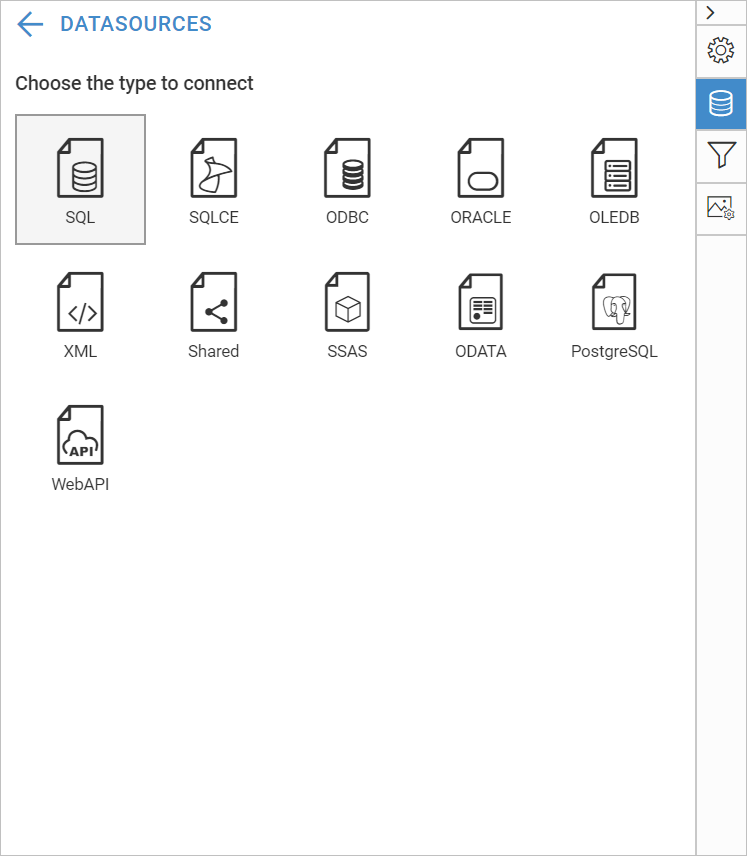 DATASOURCES
Choose the type to connect
SQL
SQLCE
ODBC
ORACLE
OLEDB
XML
Shared
SSAS
ODATA
PostgreSQL
API
WebAPI